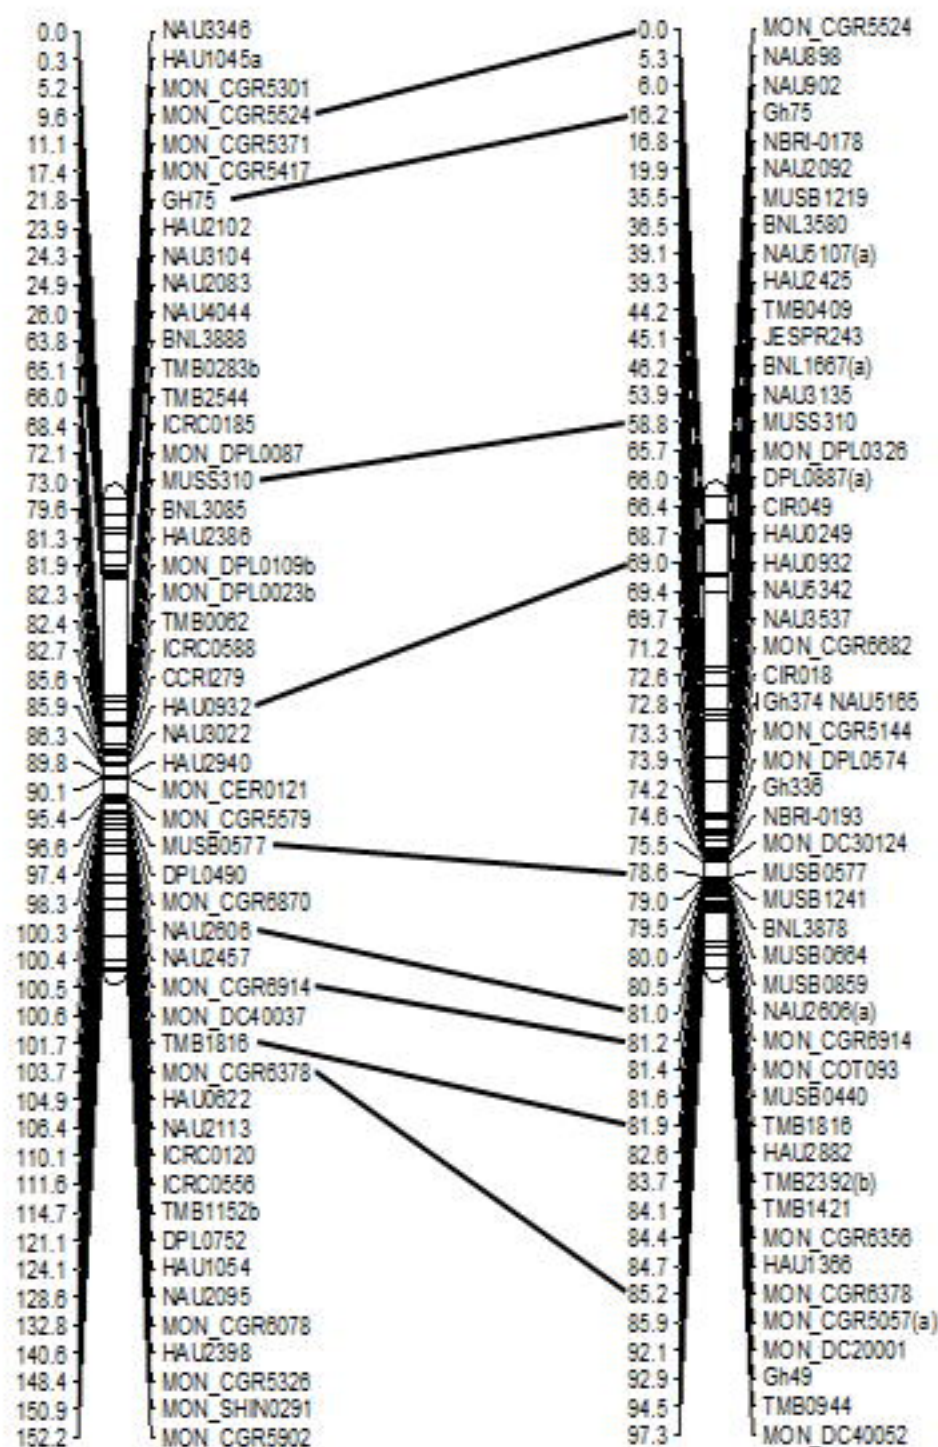 0.0 NAU3346 0.0 MON_CGR5524
0.3 HAU1045a 5.3 NAU898
5.2 MON_CGR5301 6.0 NAU902
9.6 MON_CGR5524 16.2 Gh75
11.1 MON_CGR5371 16.8 NBRI-0178
17.4 MON_CGR5417 19.9 NAU2092
21.8 GH75 35.5 MUSB1219
23.9 HAU2102 36.5 BNL3580
24.3 NAU3104 39.1 NAU5107(a)
24.9 NAU2083 39.3 HAU2425
26.0 NAU4044 44.2 TMB0409
63.8 BNL3888 45.1 JESPR243
65.1 TMB0283b 46.2 BNL1667(a)
66.0 TMB2544 53.9 NAU3135
68.4 ICRC0185 58.8 MUSS310
72.1 MON_DPL0087 65.7 MON_DPL0326
73.0 MUSS310 66.0 DPL0887(a)
79.6 BNL3085 66.4 CIR049
81.3 HAU2386 68.7 HAU0249
81.9 MON_DPL0109b 69.0 HAU0932
82.3 MON_DPL0023b 69.4 NAU5342
82.4 TMB0062 69.7 NAU3537
82.7 ICRC0588 71.2 MON_CGR6682
85.6 CCRI279 72.6 CIR018
85.9 HAU0932 72.8 Gh374 NAU5165
86.3 NAU3022 73.3 MON_CGR5144
89.8 HAU2940 73.9 MON_DPL0574
90.1 MON_CER0121 74.2 Gh336
95.4 MON_CGR5579 74.6 NBRI-0193
96.6 MUSB0577 75.5 MON_DC30124
97.4 DPL0490 78.6 MUSB0577
98.3 MON_CGR6870 79.0 MUSB1241
100.3 NAU2606 79.5 BNL3878
100.4 NAU2457 80.0 MUSB0664
100.5 MON_CGR6914 80.5 MUSB0859
100.6 MON_DC40037 81.0 NAU2606(a)
101.7 TMB1816 81.2 MON_CGR6914
103.7 MON_CGR6378 81.4 MON_COT093
104.9 HAU0622 81.6 MUSB0440
106.4 NAU2113 81.9 TMB1816
110.1 ICRC0120 82.6 HAU2882
111.6 ICRC0556 83.7 TMB2392(b)
114.7 TMB1152b 84.1 TMB1421
121.1 DPL0752 84.4 MON_CGR6356
124.1 HAU1054 84.7 HAU1366
128.6 NAU2095 85.2 MON_CGR6378
132.8 MON_CGR6078 85.9 MON_CGR5057(a)
140.6 HAU2398 92.1 MON_DC20001
148.4 MON_CGR5326 92.9 Gh49
150.9 MON_SHIN0291 94.5 TMB0944
152.2 MON_CGR5902 97.3 MON_DC40052